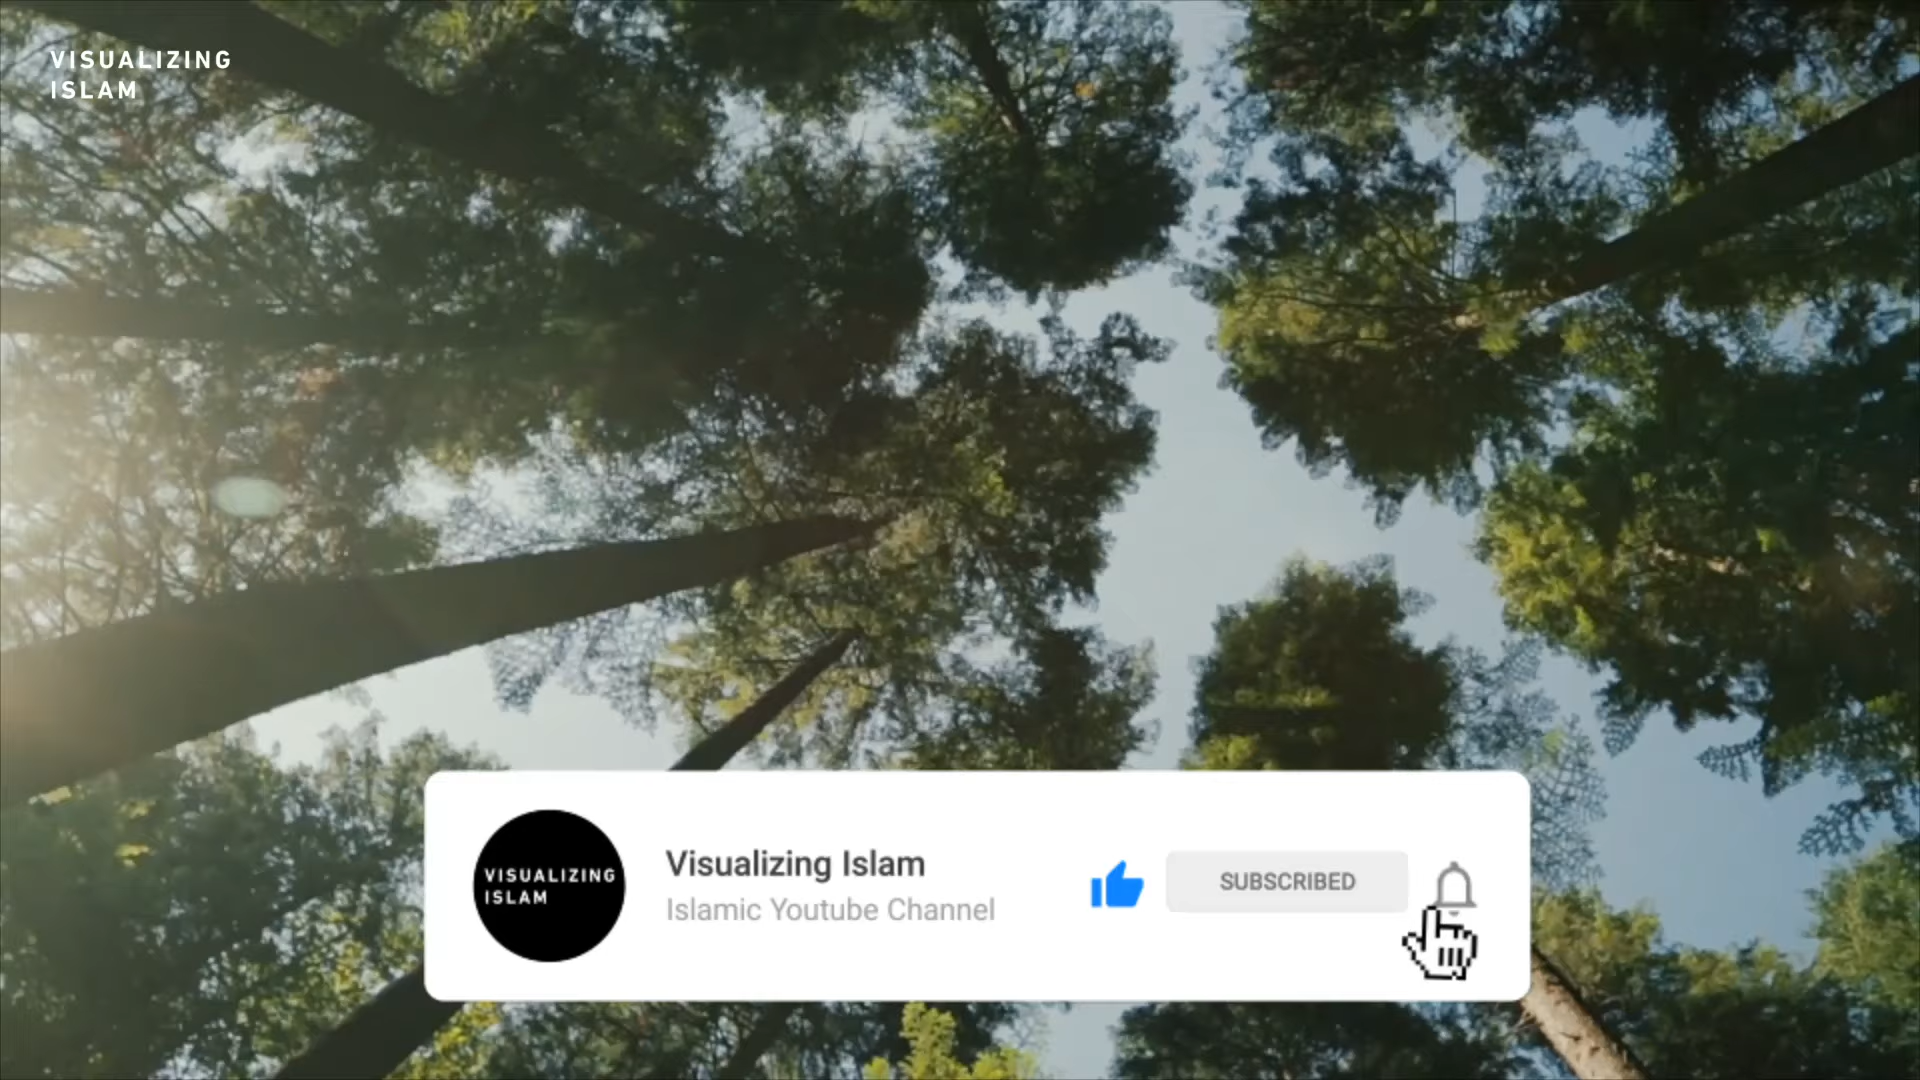 VISUALIZING
ISLAM
VISUALIZING
ISLAM
Visualizing Islam
Islamic Youtube Channel
SUBSCRIBED